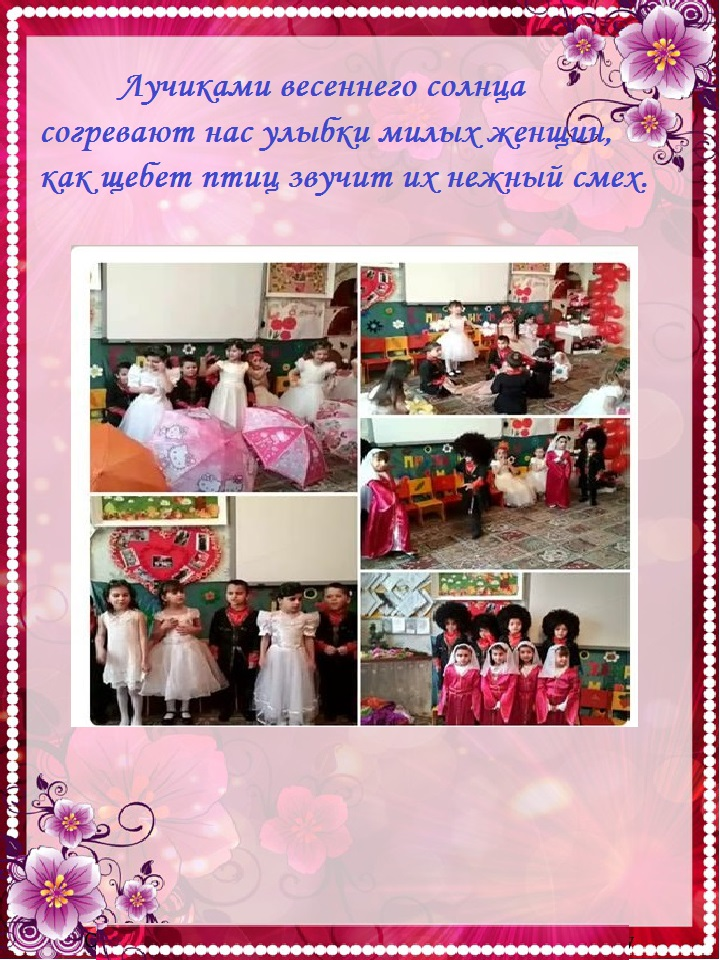 Лучиками весеннего солнца
согревают нас улыбки милых женщин,
как щебет птиц звучит их нежный смех.